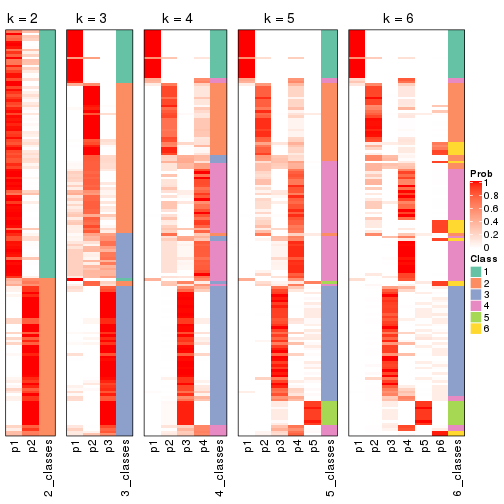 k = 2
k = 3
k = 4
k = 5
k = 6
p1
p2
2_classes
p1
p2
p3
3_classes
p1
p2
p3
p4
4_classes
p1
p2
p3
p4
p5
5_classes
p1
p2
p3
p4
p5
p6
6_classes
Prob
1
0.8
0.6
0.4
0.2
0
Class
1
2
3
4
5
6